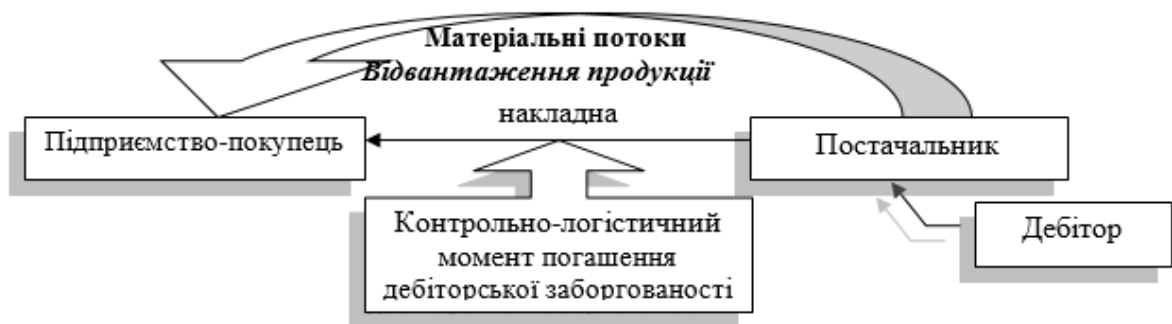 Матеріальні потоки
Відвантаження продукції
накладна
Підприємство-покупець
Постачальник
Контрольно-логістичний
момент погашення
дебіторської заборгованості
Дебітор